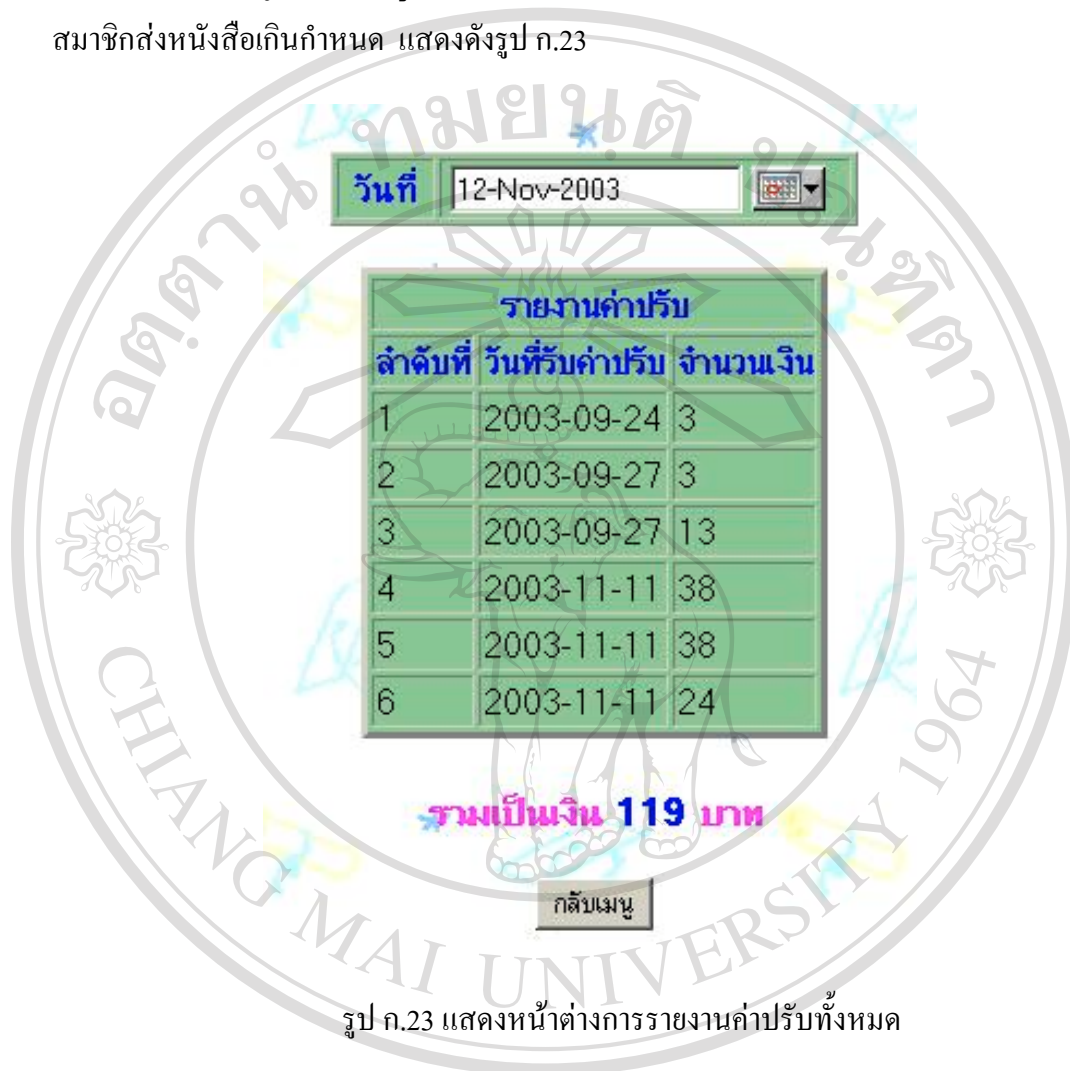 สมาชิกส่งหนังสือเกินกำหนด แสดงดังรูป ก.23
วันที่ 12-Nov-2003
รายงานค่าปรับ
ลำดับที่ วันที่รับค่าปรับ จำนวนเงิน
1 2003-09-24 3
2 2003-09-27 3
3 2003-09-27 13
4 2003-11-11 38
5 2003-11-11 38
6 2003-11-11 24
รวมเป็นเงิน 119 บาท
กลับเมนู
รูป ก.23 แสดงหน้าต่างการรายงานค่าปรับทั้งหมด
CHIANG MAI UNIVERSITY 1964